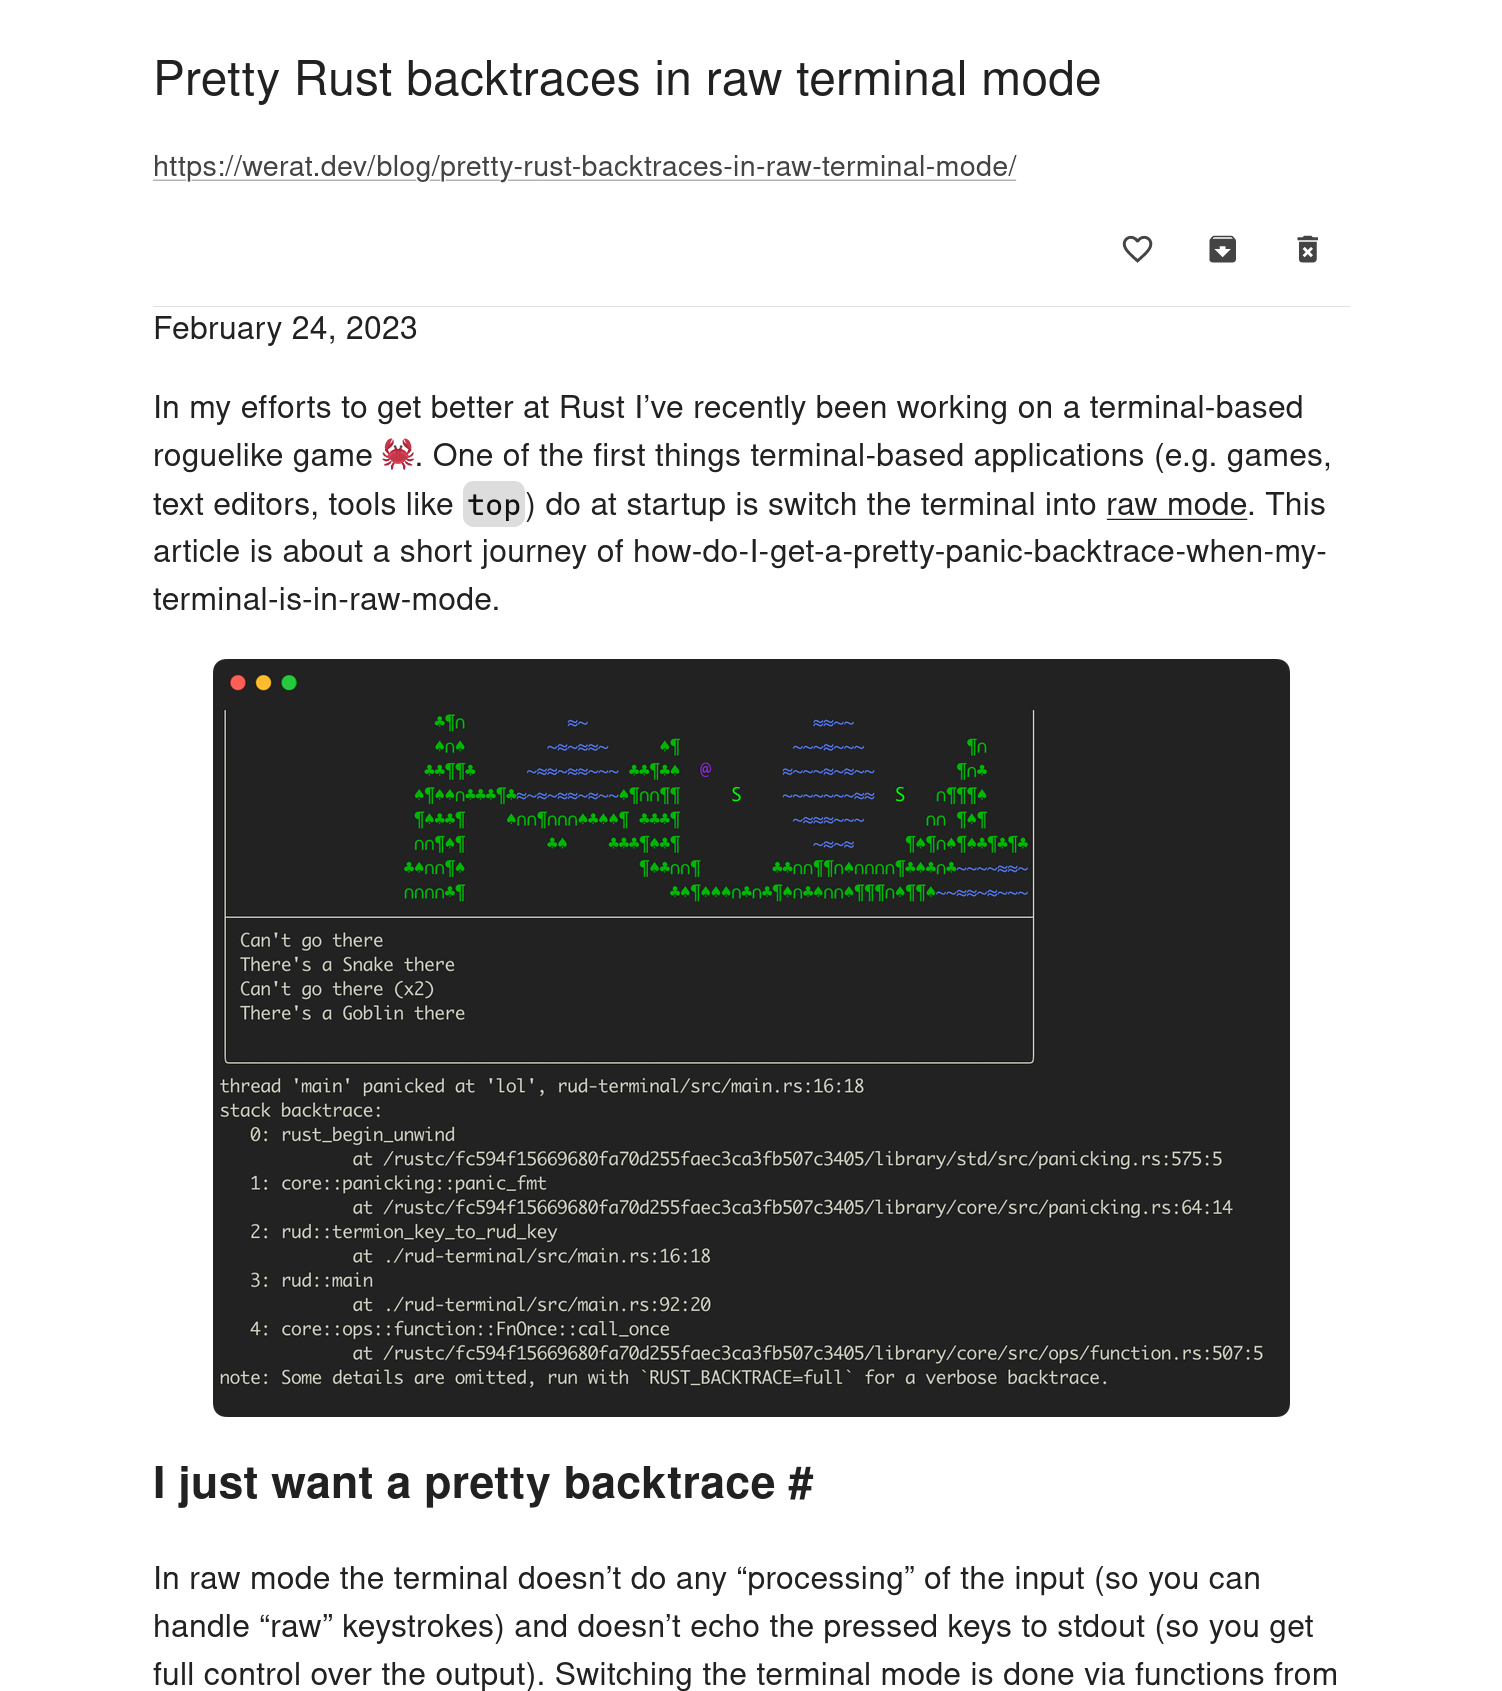 Pretty Rust backtraces in raw terminal mode
https://werat.dev/blog/pretty-rust-backtraces-in-raw-terminal-mode/
February 24, 2023
In my efforts to get better at Rust I’ve recently been working on a terminal-based
roguelike game 🦀. One of the first things terminal-based applications (e.g. games,
text editors, tools like top) do at startup is switch the terminal into raw mode. This
article is about a short journey of how-do-I-get-a-pretty-panic-backtrace-when-my-
terminal-is-in-raw-mode.
♣¶∩ ≈~ ≈≈~~
♠∩♠ ~≈~≈≈~ ♠¶ ~~~≈~~~ ¶∩
♣♣¶¶♣ ~≈≈~≈≈~~~ ♣♣¶♣♠ @ ≈~~~≈~≈~~ ¶∩♣
♠¶♠♠∩♣♣♣¶♣≈~≈~≈≈~≈~~♠¶∩∩¶¶ S ~~~~~~~≈≈ S ∩¶¶¶♠
¶♠♣♣¶ ♠∩∩¶∩∩∩♠♣♠♠¶ ♣♣♣¶ ~≈≈≈~~~ ∩∩ ¶♠¶
∩∩¶♠¶ ♣♠ ♣♣♣¶♠♣¶ ~≈~≈ ¶♠¶∩♠¶♠♣¶♣¶♣
♣♠∩∩¶♠ ¶♠♣∩∩¶ ♣♣∩∩¶¶∩♠∩∩∩∩¶♣♠♣∩♣~~~~≈≈~
∩∩∩∩♣¶ ♣♠¶♠♠♠∩♣∩♣¶♠∩♣♠∩∩♠¶¶¶∩♠¶¶♠~~≈≈~≈~~~
Can't go there
There's a Snake there
Can't go there (x2)
There's a Goblin there
thread 'main' panicked at 'lol', rud-terminal/src/main.rs:16:18
stack backtrace:
0: rust_begin_unwind
at /rustc/fc594f15669680fa70d255faec3ca3fb507c3405/library/std/src/panicking.rs:575:5
1: core::panicking::panic_fmt
at /rustc/fc594f15669680fa70d255faec3ca3fb507c3405/library/core/src/panicking.rs:64:14
2: rud::termion_key_to_rud_key
at ./rud-terminal/src/main.rs:16:18
3: rud::main
at ./rud-terminal/src/main.rs:92:20
4: core::ops::function::FnOnce::call_once
at /rustc/fc594f15669680fa70d255faec3ca3fb507c3405/library/core/src/ops/function.rs:507:5
note: Some details are omitted, run with `RUST_BACKTRACE=full` for a verbose backtrace.
I just want a pretty backtrace #
In raw mode the terminal doesn’t do any “processing” of the input (so you can
handle “raw” keystrokes) and doesn’t echo the pressed keys to stdout (so you get
full control over the output). Switching the terminal mode is done via functions from